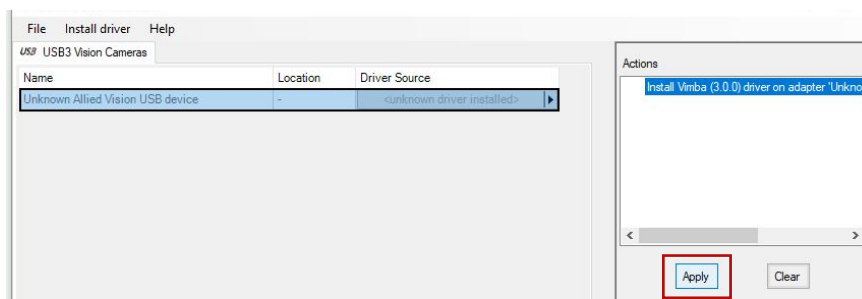 File Install driver Help
USB USB3 Vision Cameras
Name Location Driver Source
Unknown Allied Vision USB device - <unknown driver installed>
Actions
Install Vimba (3.0.0) driver on adapter 'Unkno
Apply Clear